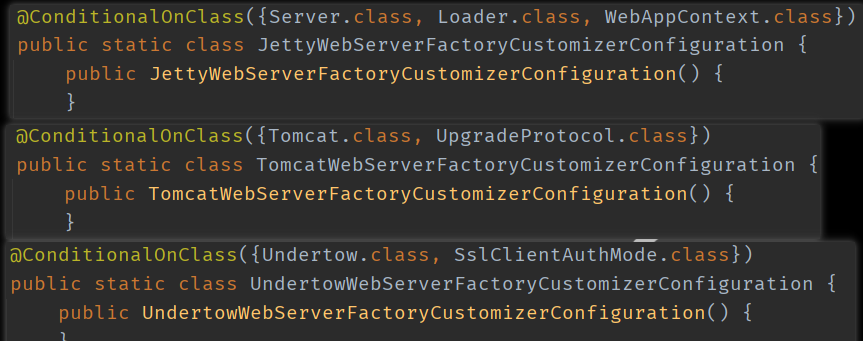 @ConditionalOnClass({Server.class, Loader.class, WebAppContext.class})
public static class JettyWebServerFactoryCustomizerConfiguration {
public JettyWebServerFactoryCustomizerConfiguration() {
}
@ConditionalOnClass({Tomcat.class, UpgradeProtocol.class})
public static class TomcatWebServerFactoryCustomizerConfiguration {
public TomcatWebServerFactoryCustomizerConfiguration() {
}
@ConditionalOnClass({Undertow.class, SslClientAuthMode.class})
public static class UndertowWebServerFactoryCustomizerConfiguration {
public UndertowWebServerFactoryCustomizerConfiguration() {
}